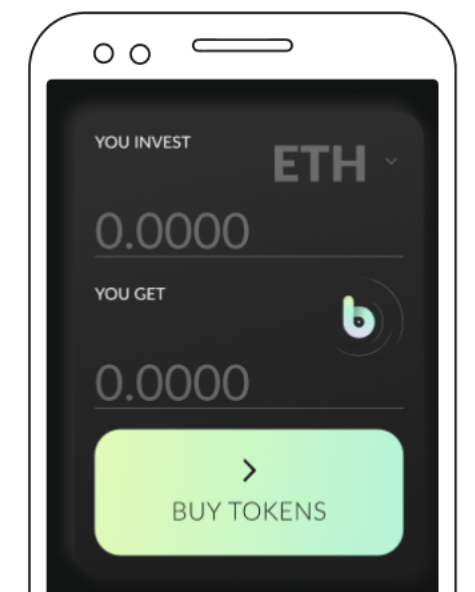 YOU INVEST
ETH
0.0000
YOU GET
b
0.0000
BUY TOKENS